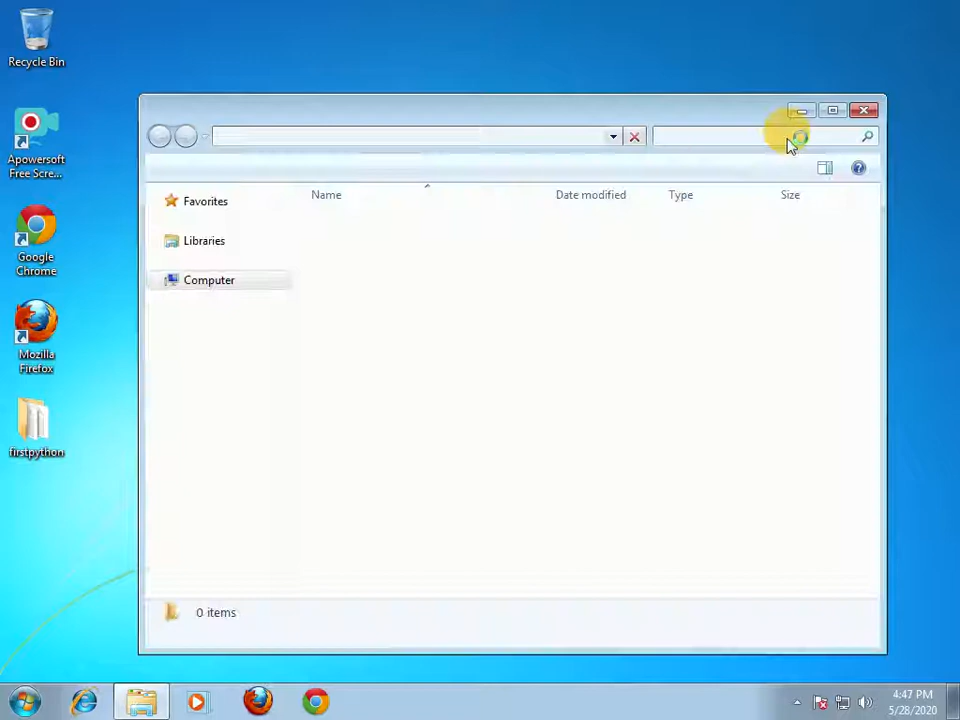 Recycle Bin
Apowersoft
Free Scre...
Google
Chrome
Mozilla
Firefox
firstpython
Favorites
Libraries
Computer
Name
Date modified
Type
Size
0 items
4:47 PM
5/28/2020